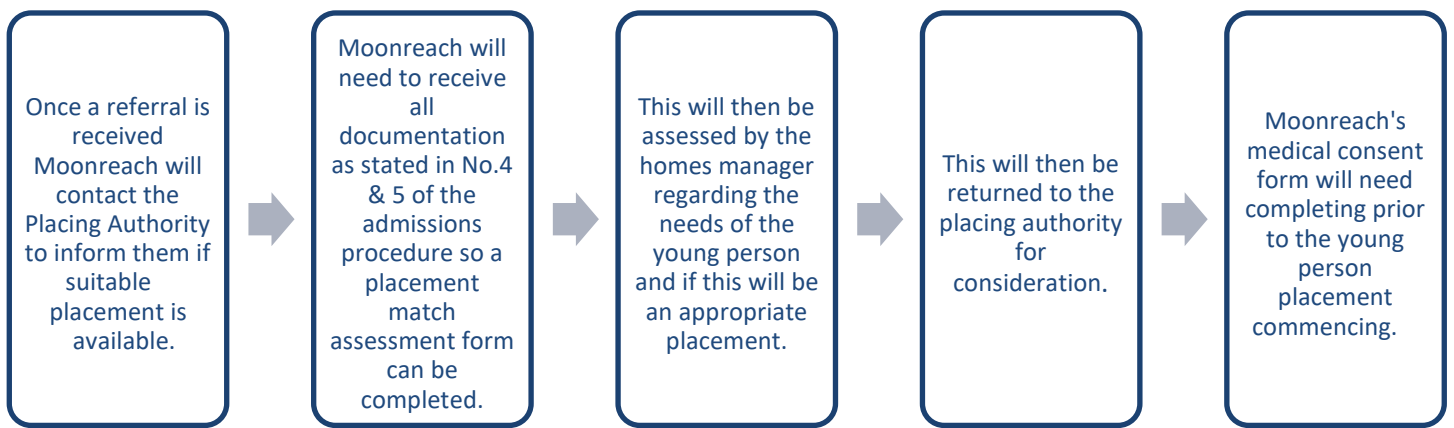 Once a referral is
received
Moonreach will
contact the
Placing Authority
to inform them if
suitable
placement is
available.
Moonreach will
need to receive
all
documentation
as stated in No.4
& 5 of the
admissions
procedure so a
placement
match
assessment form
can be
completed.
This will then be
assessed by the
homes manager
regarding the
needs of the
young person
and if this will be
an appropriate
placement.
This will then be
returned to the
placing authority
for
consideration.
Moonreach's
medical consent
form will need
completing prior
to the young
person
placement
commencing.